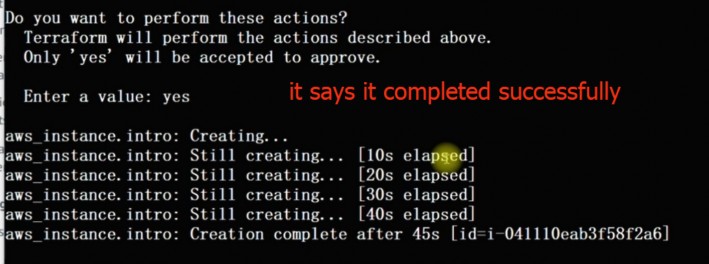 Do you want to perform these actions?
Terraform will perform the actions described above.
Only 'yes' will be accepted to approve.
Enter a value: yes
it says it completed successfully
aws_instance.intro: Creating...
aws_instance.intro: Still creating... [10s elapsed]
aws_instance.intro: Still creating... [20s elapsed]
aws_instance.intro: Still creating... [30s elapsed]
aws_instance.intro: Still creating... [40s elapsed]
aws_instance.intro: Creation complete after 45s [id=i-041110eab3f58f2a6]